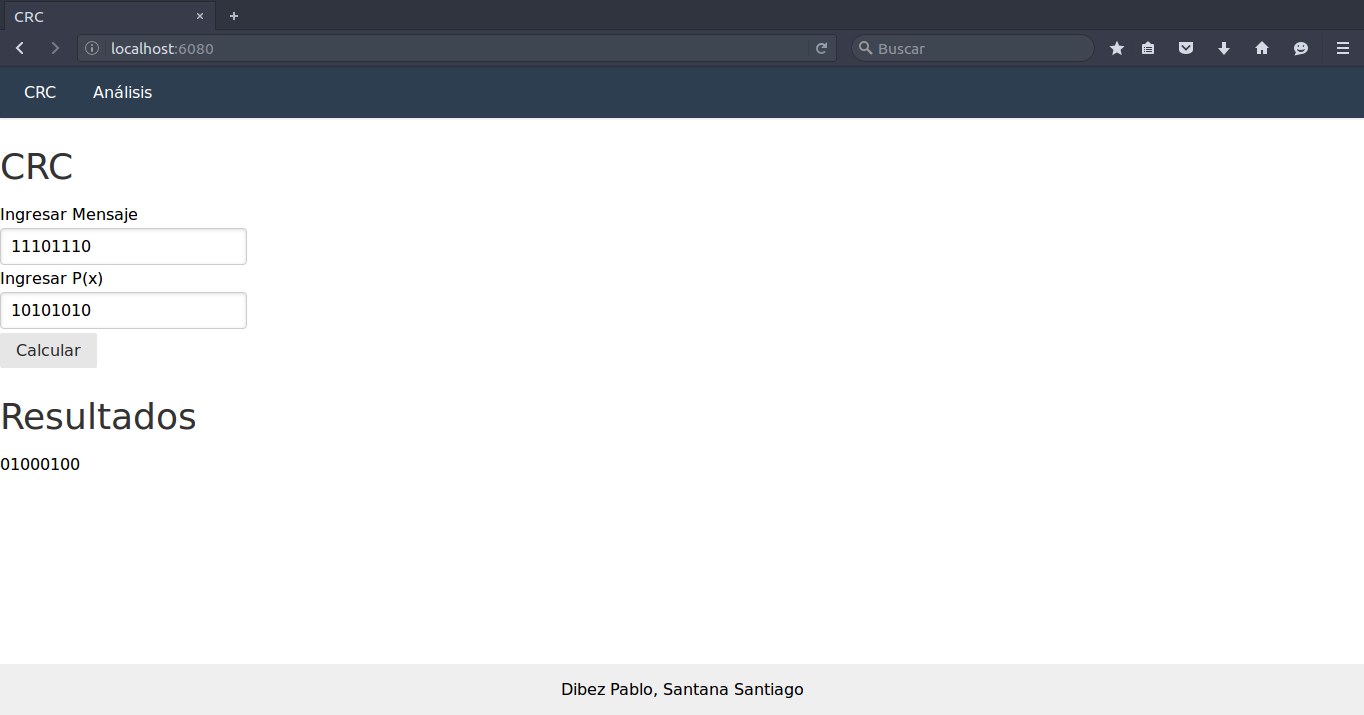 CRC
localhost:6080
Buscar
CRC
Análisis
CRC
Ingresar Mensaje
11101110
Ingresar P(x)
10101010
Calcular
Resultados
01000100
Dibez Pablo, Santana Santiago